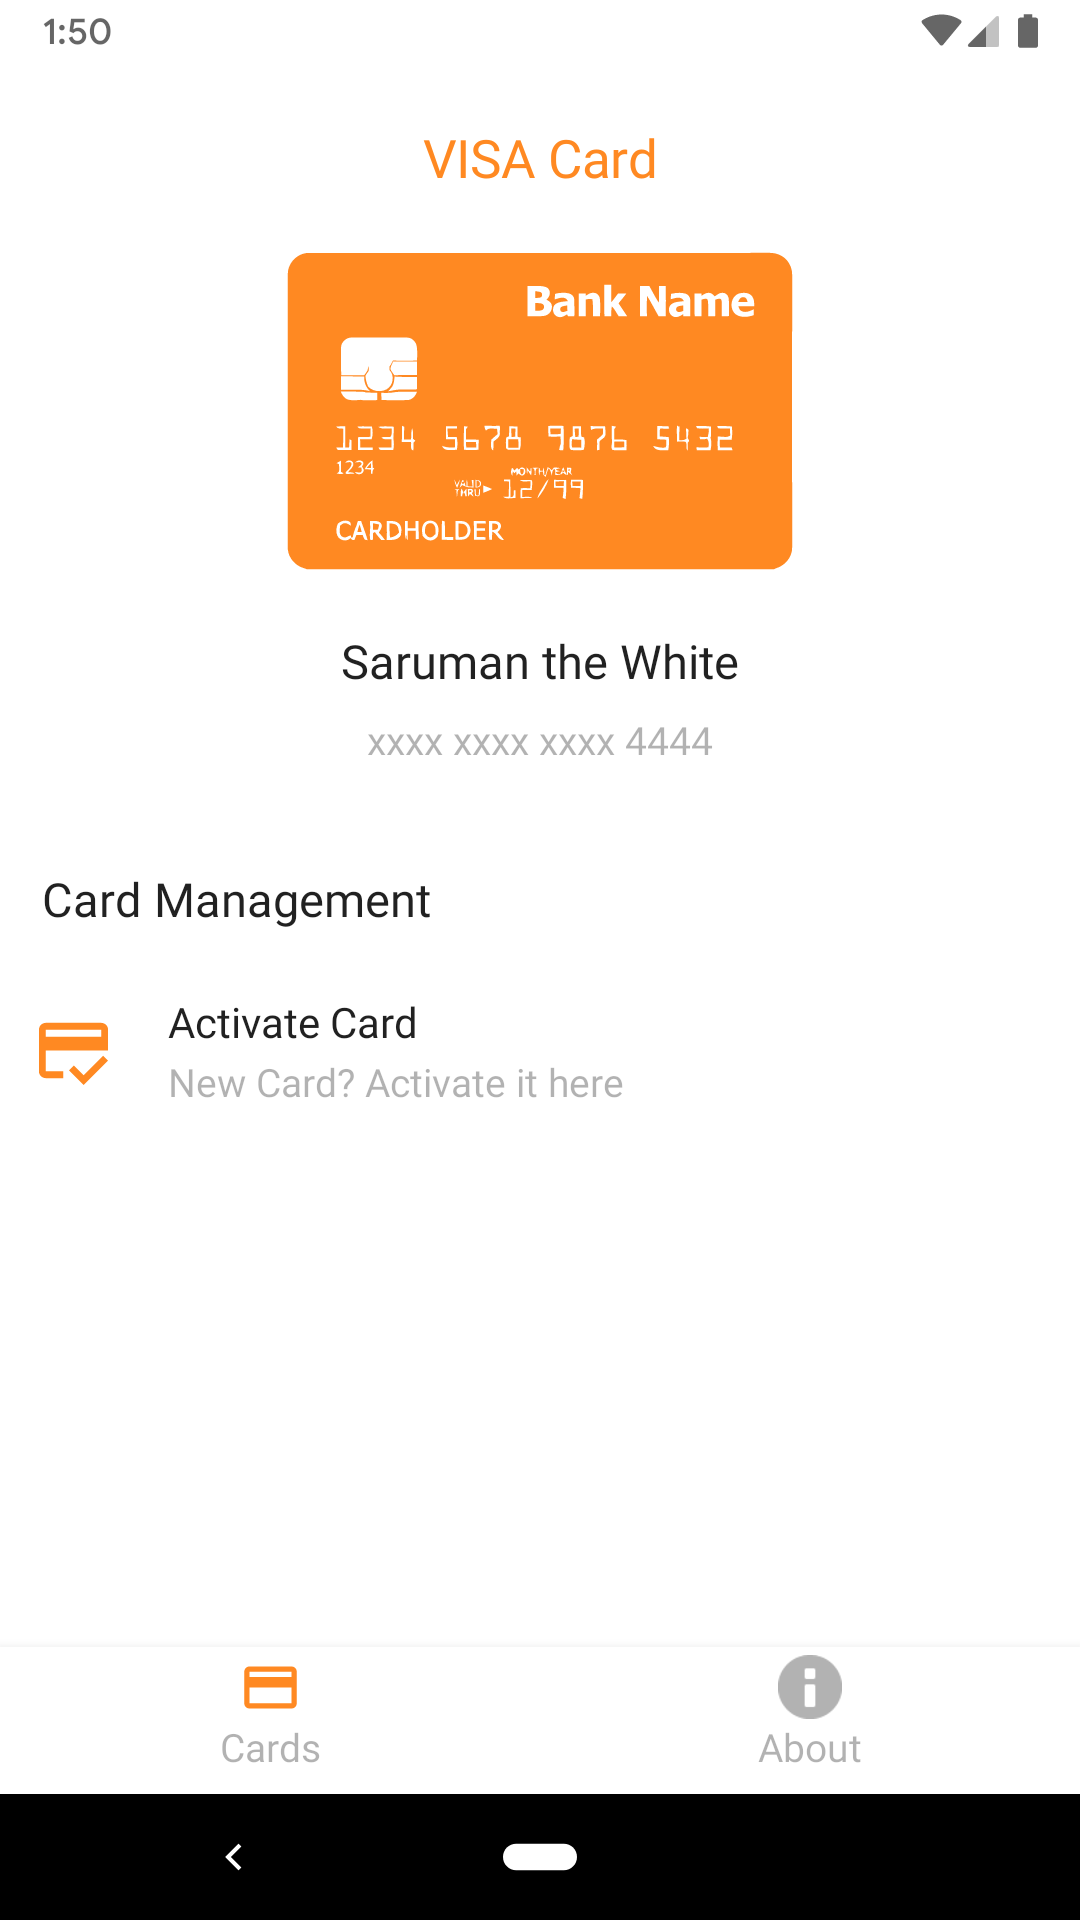 1:50
VISA Card
Bank Name
1234 5678 9876 5432
1234
MONTH/YEAR
VALID
THRU
12/99
CARDHOLDER
Saruman the White
xxxx xxxx xxxx 4444
Card Management
Activate Card
New Card? Activate it here
Cards
About